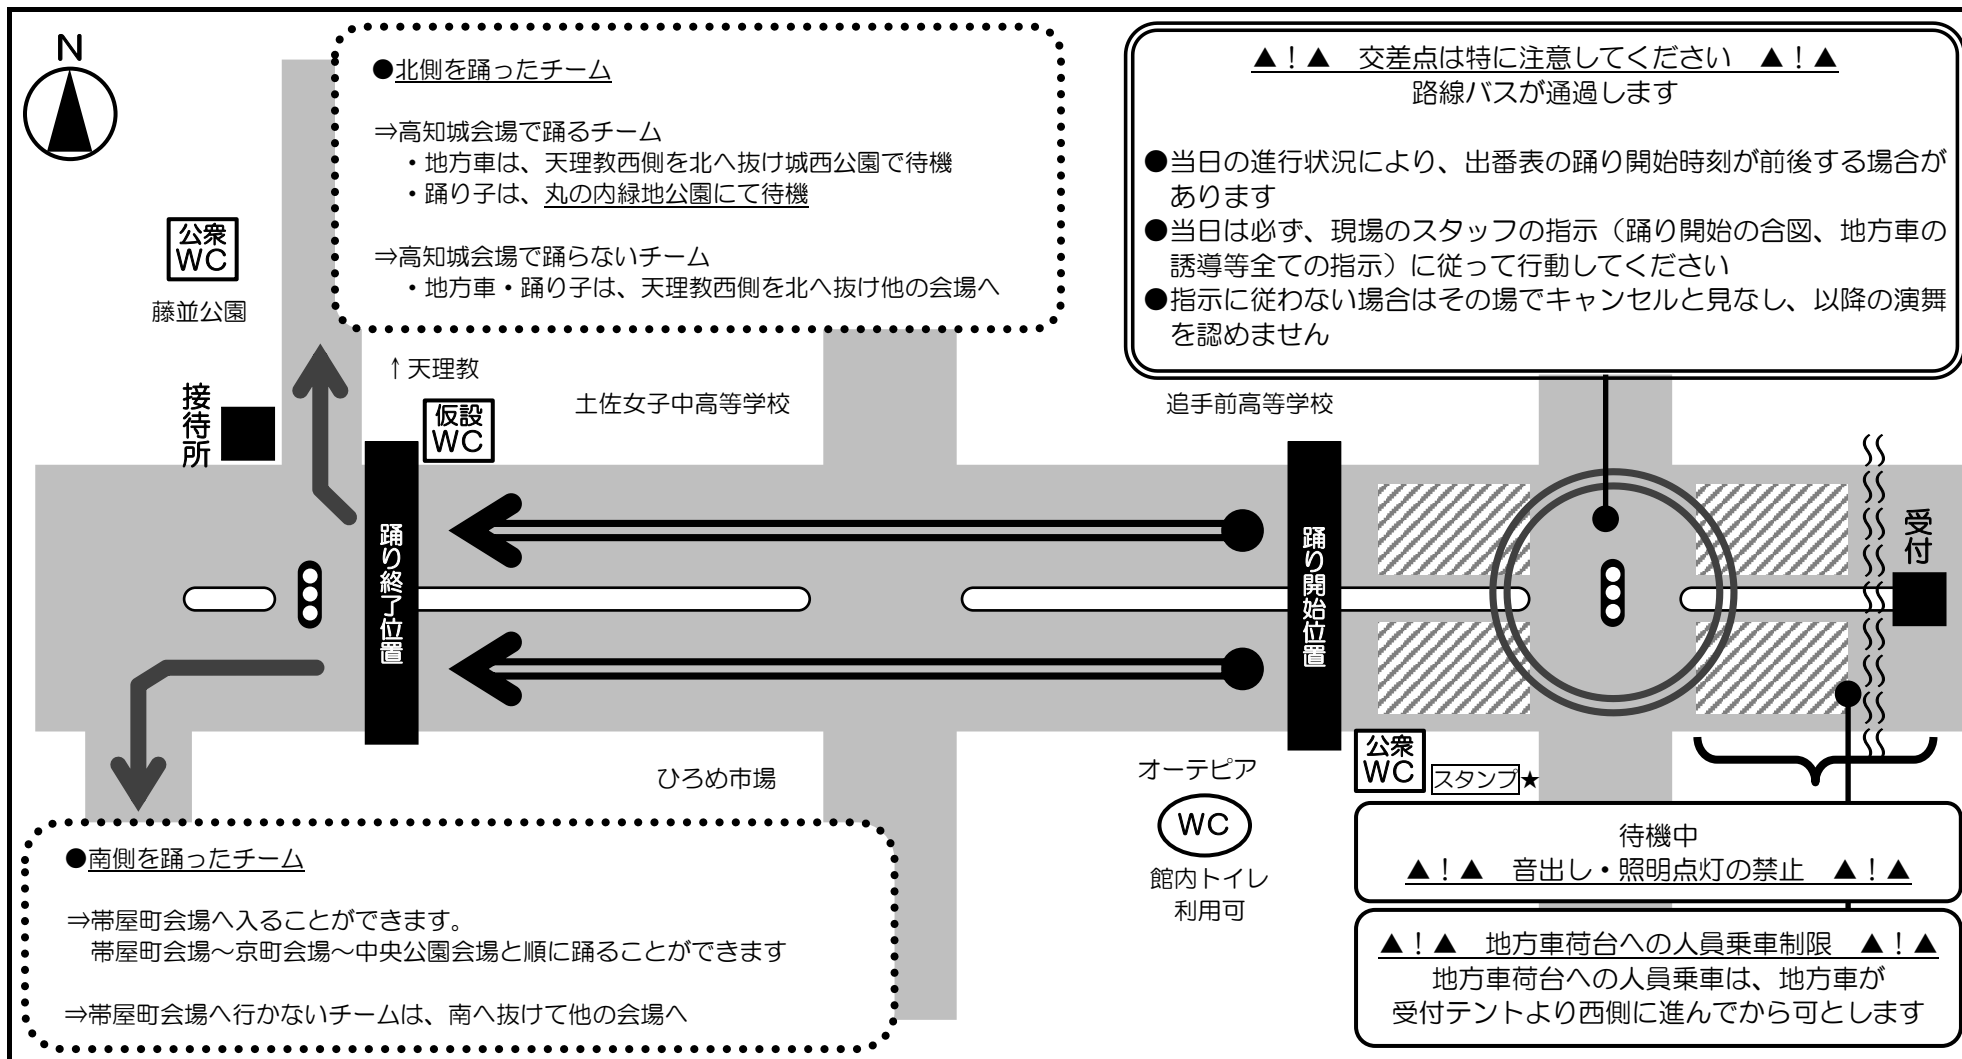 N
●北側を踊ったチーム
⇒高知城会場で踊るチーム
・地方車は、天理教西側を北へ抜け城西公園で待機
・踊り子は、丸の内緑地公園にて待機
⇒高知城会場で踊らないチーム
・地方車・踊り子は、天理教西側を北へ抜け他の会場へ
▲！▲　交差点は特に注意してください　▲！▲
路線バスが通過します
●当日の進行状況により、出番表の踊り開始時刻が前後する場合が
あります
●当日は必ず、現場のスタッフの指示（踊り開始の合図、地方車の
誘導等全ての指示）に従って行動してください
●指示に従わない場合はその場でキャンセルと見なし、以降の演舞
を認めません
公衆
WC
藤並公園
↑天理教
接待所
仮設
WC
土佐女子中高等学校
追手前高等学校
踊り終了位置
踊り開始位置
受付
ひろめ市場
オーテピア
WC
館内トイレ
利用可
公衆
WC
スタンプ★
待機中
▲！▲　音出し・照明点灯の禁止　▲！▲
▲！▲　地方車荷台への人員乗車制限　▲！▲
地方車荷台への人員乗車は、地方車が
受付テントより西側に進んでから可とします
●南側を踊ったチーム
⇒帯屋町会場へ入ることができます。
帯屋町会場～京町会場～中央公園会場と順に踊ることができます
⇒帯屋町会場へ行かないチームは、南へ抜けて他の会場へ